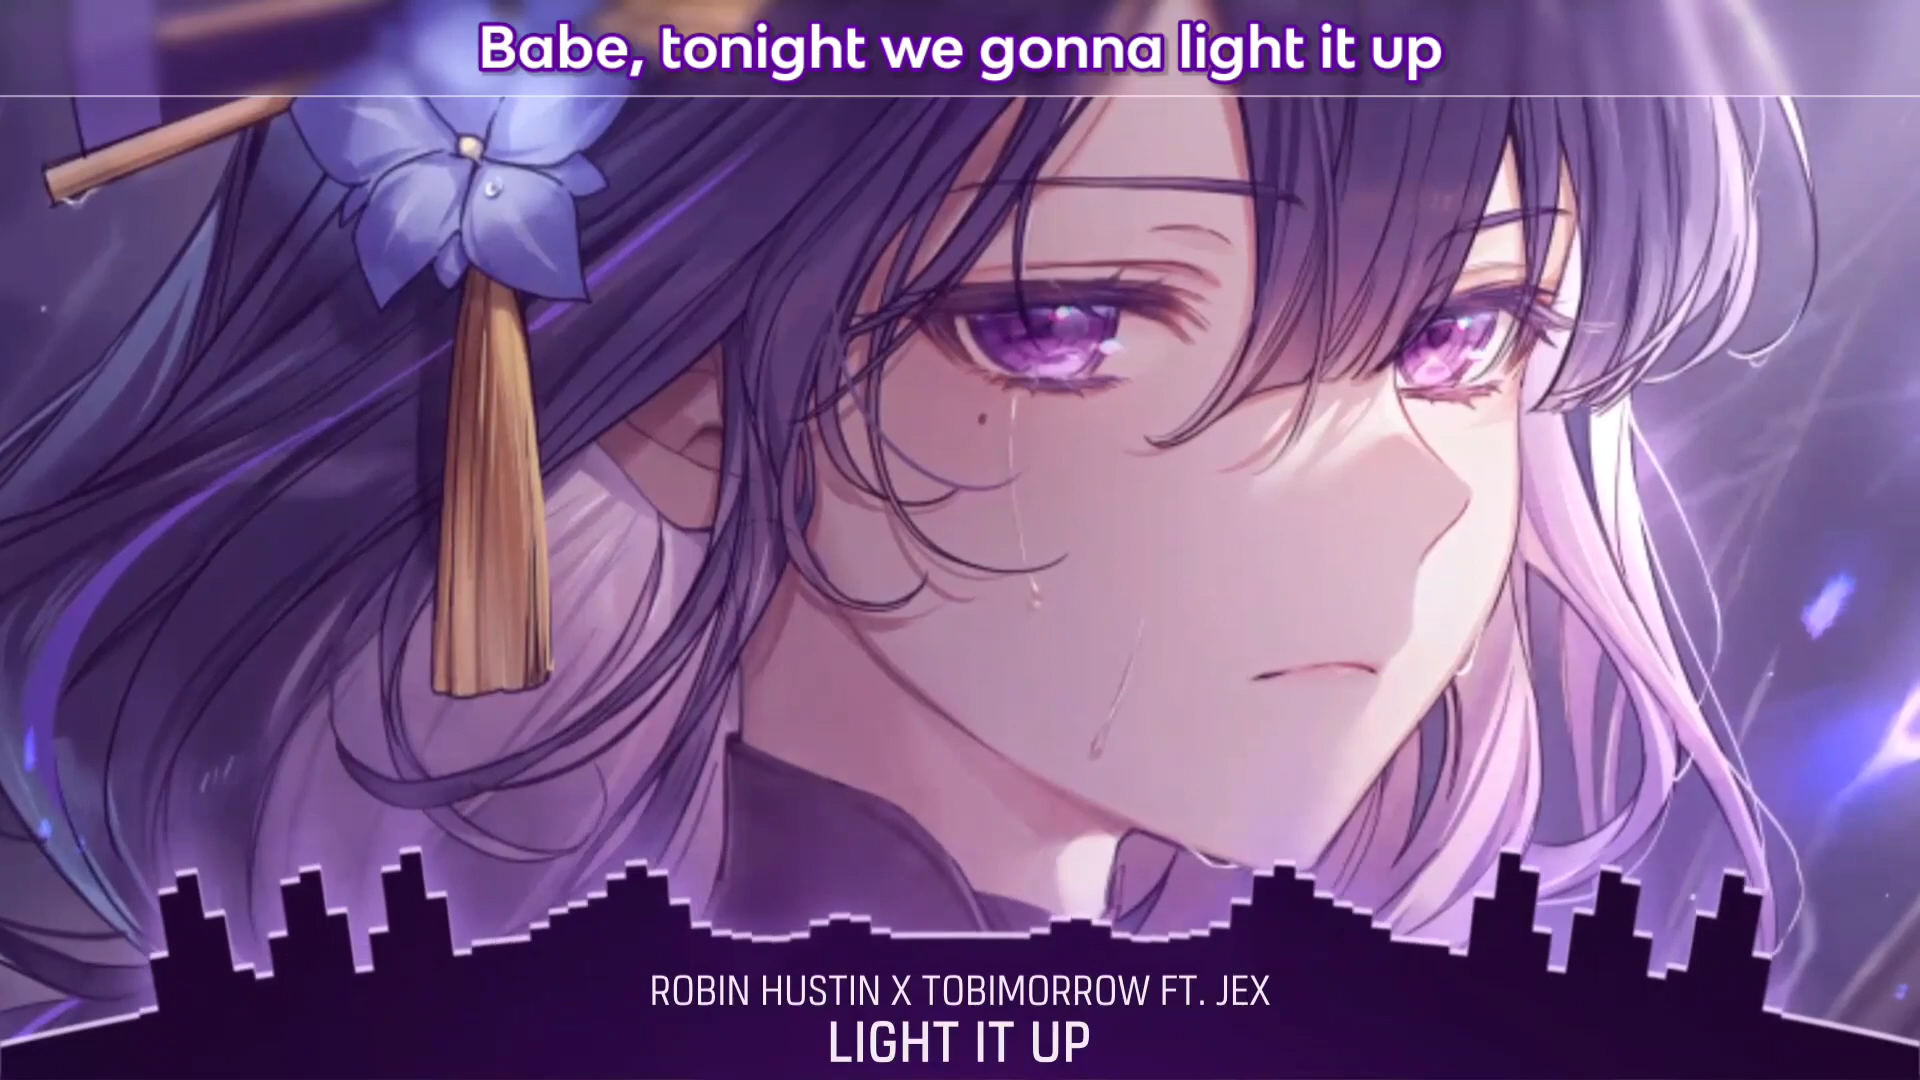 Babe, tonight we gonna light it up
ROBIN HUSTIN X TOBIMORROW FT. JEX
LIGHT IT UP